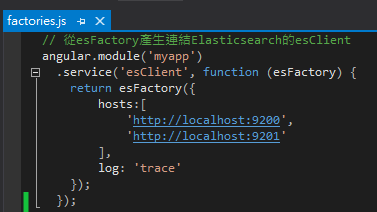 factories.js
// 從esFactory產生連結Elasticsearch的esClient
angular.module('myapp')
.service('esClient', function (esFactory) {
return esFactory({
hosts:[
'http://localhost:9200',
'http://localhost:9201'
],
log: 'trace'
});
});